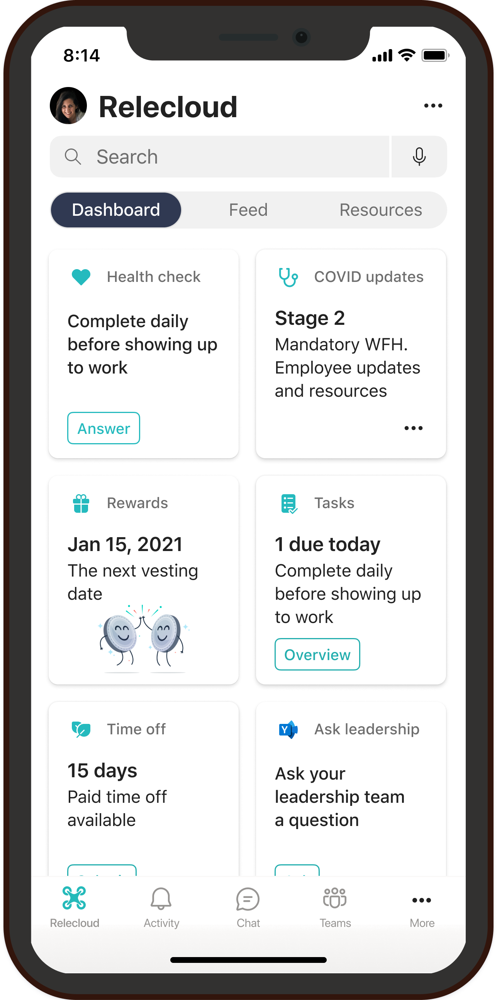 8:14
Relecloud
Search
Dashboard
Feed
Resources
Health check
Complete daily
before showing up
to work
Answer
COVID updates
Stage 2
Mandatory WFH.
Employee updates
and resources
Rewards
Jan 15, 2021
The next vesting
date
Tasks
1 due today
Complete daily
before showing up
to work
Overview
Time off
15 days
Paid time off
available
Ask leadership
Y
Ask your
leadership team
a question
Relecloud
Activity
Chat
Teams
More